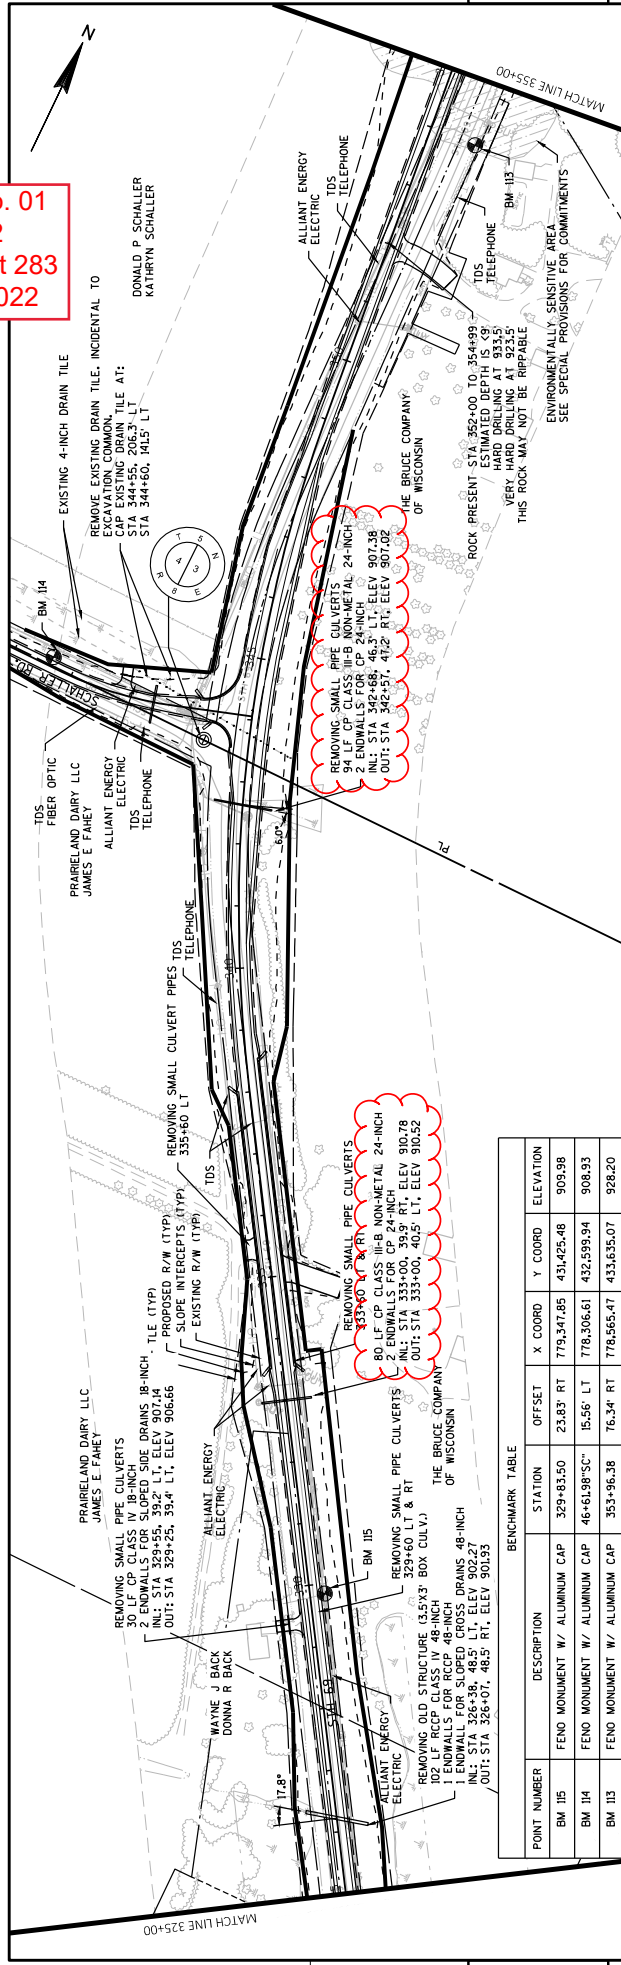 o. 01
2
t 283
022
N
MATCH LINE 355+00
DONALD P SCHALLER
KATHRYN SCHALLER
EXISTING 4-INCH DRAIN TILE
REMOVE EXISTING DRAIN TILE, INCIDENTAL TO
EXCAVATION COMMON.
CAP EXISTING DRAIN TILE AT:
STA 344+55, 206.3' LT
STA 344+60, 141.5' LT
BM 114
SCHALLER RD.
T 5 N
R 8 E
4
3
ALLIANT ENERGY
ELECTRIC
TDS
TELEPHONE
BM 113
TDS
TELEPHONE
ENVIRONMENTALLY SENSITIVE AREA
SEE SPECIAL PROVISIONS FOR COMMITMENTS
ROCK PRESENT STA 352+00 TO 354+99
ESTIMATED DEPTH IS <9'
HARD DRILLING AT 933.5'
VERY HARD DRILLING AT 923.5'
THIS ROCK MAY NOT BE RIPPABLE
THE BRUCE COMPANY
OF WISCONSIN
350
345
REMOVING SMALL PIPE CULVERTS
94 LF CP CLASS III-B NON-METAL 24-INCH
2 ENDWALLS FOR CP 24-INCH
INL: STA 342+68, 46.3' LT, ELEV 907.38
OUT: STA 342+57, 47.2' RT, ELEV 907.02
6.0°
PL
TDS
FIBER OPTIC
PRAIRIELAND DAIRY LLC
JAMES E FAHEY
ALLIANT ENERGY
ELECTRIC
TDS
TELEPHONE
TDS
TELEPHONE
340
REMOVING SMALL CULVERT PIPES
335+60 LT
TDS
335
TLE (TYP)
PROPOSED R/W (TYP)
SLOPE INTERCEPTS (TYP)
EXISTING R/W (TYP)
REMOVING SMALL PIPE CULVERTS
333+60 LT & RT
80 LF CP CLASS III-B NON-METAL 24-INCH
2 ENDWALLS FOR CP 24-INCH
INL: STA 333+00, 39.9' RT, ELEV 910.78
OUT: STA 333+00, 40.5' LT, ELEV 910.52
PRAIRIELAND DAIRY LLC
JAMES E FAHEY
REMOVING SMALL PIPE CULVERTS
30 LF CP CLASS IV 18-INCH
2 ENDWALLS FOR SLOPED SIDE DRAINS 18-INCH
INL: STA 329+55, 39.2' LT, ELEV 907.14
OUT: STA 329+25, 39.4' LT, ELEV 906.66
ALLIANT ENERGY
ELECTRIC
THE BRUCE COMPANY
OF WISCONSIN
REMOVING SMALL PIPE CULVERTS
329+60 LT & RT
BM 115
330
STH 69
WAYNE J BACK
DONNA R BACK
17.8°
ALLIANT ENERGY
ELECTRIC
REMOVING OLD STRUCTURE (3.5'X3' BOX CULV.)
102 LF RCCP CLASS IV 48-INCH
1 ENDWALLS FOR RCCP 48-INCH
1 ENDWALL FOR SLOPED CROSS DRAINS 48-INCH
INL: STA 326+38, 48.5' LT, ELEV 902.27
OUT: STA 326+07, 48.5' RT, ELEV 901.93
MATCH LINE 325+00
BENCHMARK TABLE
POINT NUMBER DESCRIPTION STATION OFFSET X COORD Y COORD ELEVATION
BM 115 FENO MONUMENT W/ ALUMINUM CAP 329+83.50 23.83' RT 779,347.85 431,425.48 909.98
BM 114 FENO MONUMENT W/ ALUMINUM CAP 46+61.98"SC" 15.56' LT 778,306.61 432,599.94 908.93
BM 113 FENO MONUMENT W/ ALUMINUM CAP 353+96.38 76.34' RT 778,565.47 433,635.07 928.20